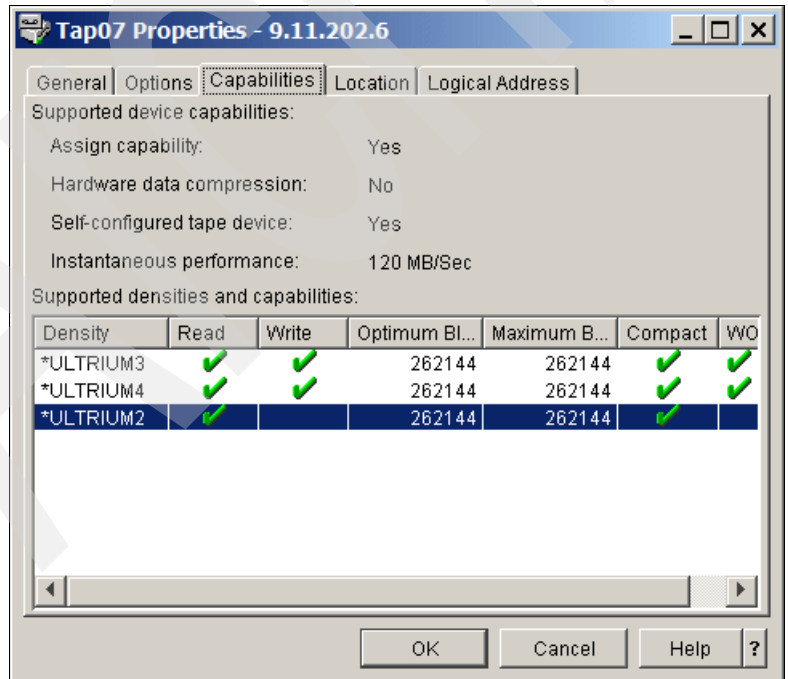 Tap07 Properties - 9.11.202.6
General Options Capabilities Location Logical Address
Supported device capabilities:
Assign capability: Yes
Hardware data compression: No
Self-configured tape device: Yes
Instantaneous performance: 120 MB/Sec
Supported densities and capabilities:
Density Read Write Optimum Bl... Maximum B... Compact WO
*ULTRIUM3 262144 262144
*ULTRIUM4 262144 262144
*ULTRIUM2 262144 262144
OK Cancel Help ?